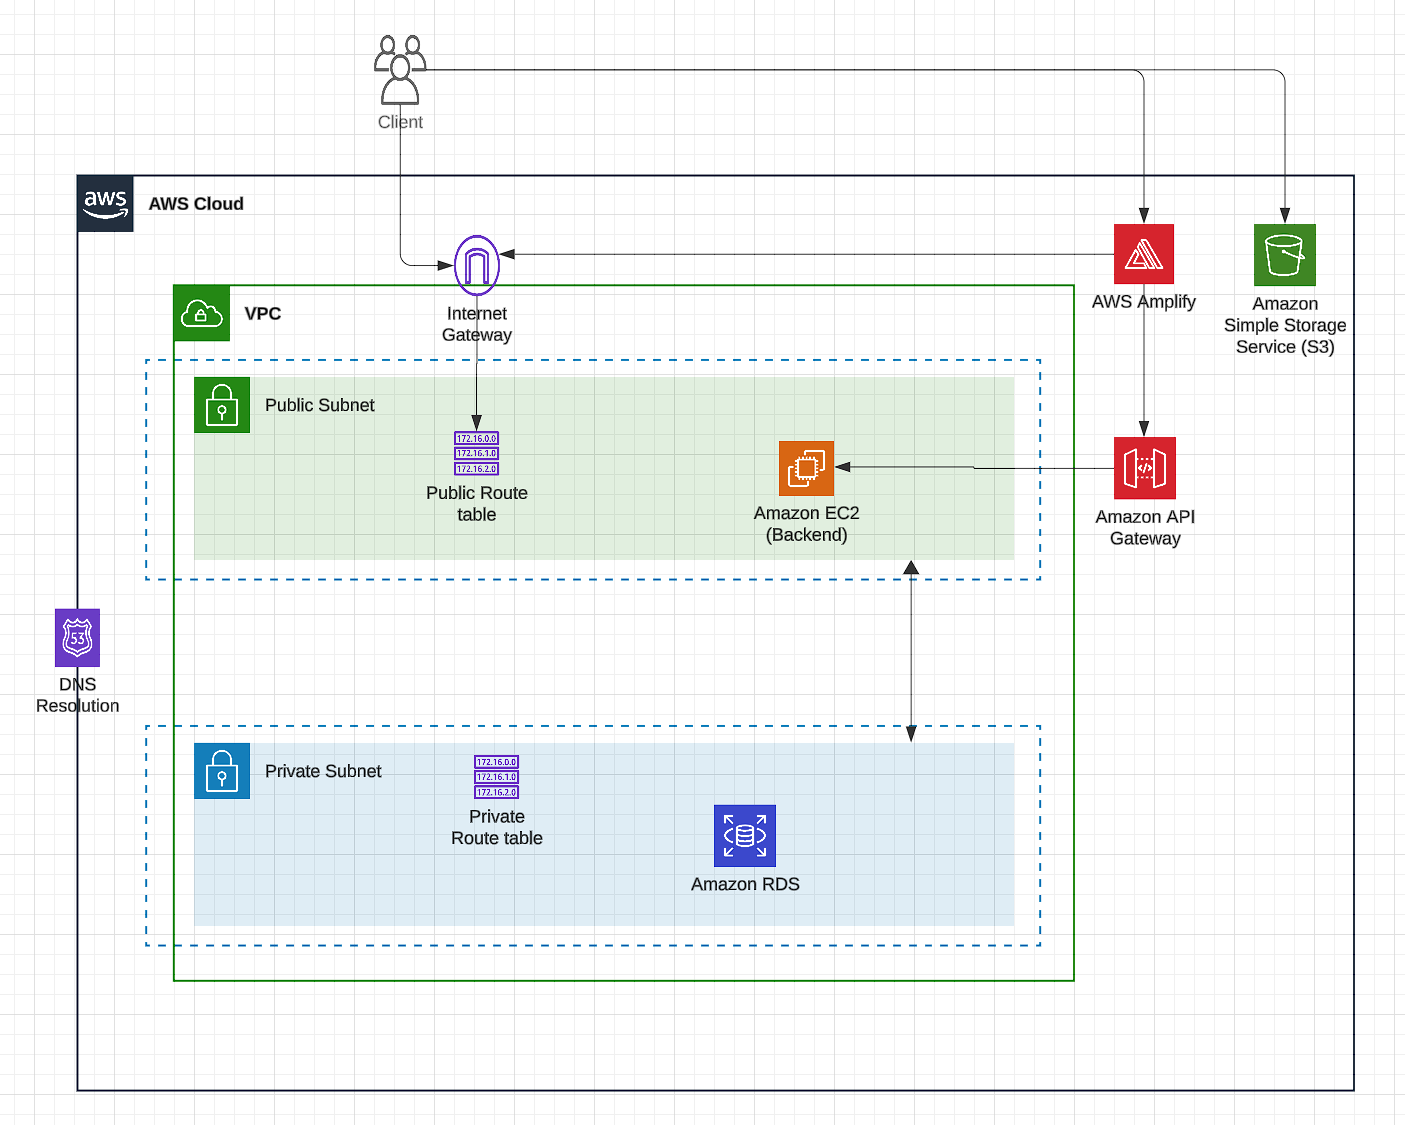 Client
aws
AWS Cloud
Internet
Gateway
AWS Amplify
Amazon
Simple Storage
Service (S3)
VPC
Public Subnet
172.16.0.0
172.16.1.0
172.16.2.0
Public Route
table
Amazon EC2
(Backend)
</>
Amazon API
Gateway
53
DNS
Resolution
Private Subnet
172.16.0.0
172.16.1.0
172.16.2.0
Private
Route table
Amazon RDS